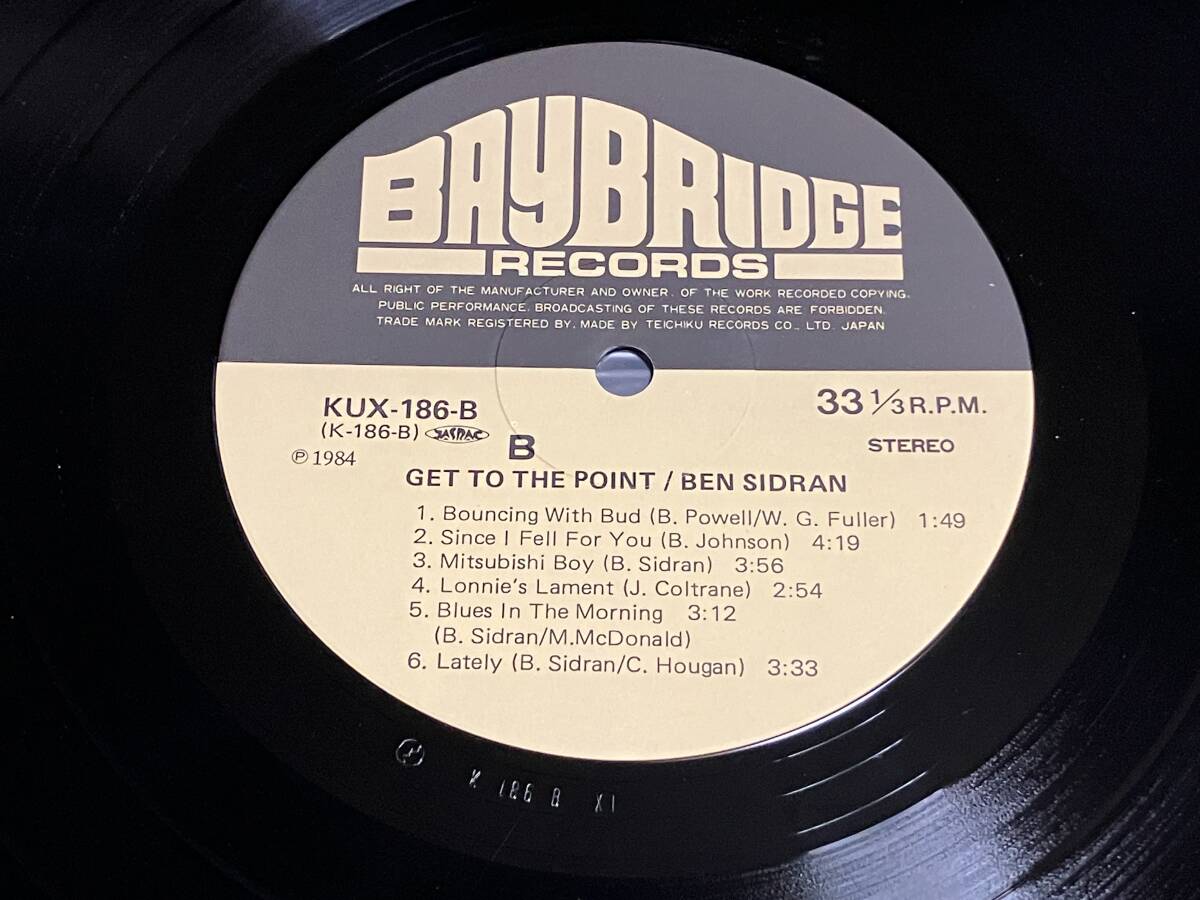 BAYBRIDGE
RECORDS
ALL RIGHT OF THE MANUFACTURER AND OWNER. OF THE WORK RECORDED COPYING.
PUBLIC PERFORMANCE. BROADCASTING OF THESE RECORDS ARE FORBIDDEN.
TRADE MARK REGISTERED BY. MADE BY TEICHIKU RECORDS CO., LTD. JAPAN
KUX-186-B
33 1/3 R.P.M.
(K-186-B) JASRAC
B
STEREO
℗ 1984
GET TO THE POINT / BEN SIDRAN
1. Bouncing With Bud (B. Powell/W. G. Fuller) 1:49
2. Since I Fell For You (B. Johnson) 4:19
3. Mitsubishi Boy (B. Sidran) 3:56
4. Lonnie's Lament (J. Coltrane) 2:54
5. Blues In The Morning 3:12
(B. Sidran/M.McDonald)
6. Lately (B. Sidran/C. Hougan) 3:33
186 B